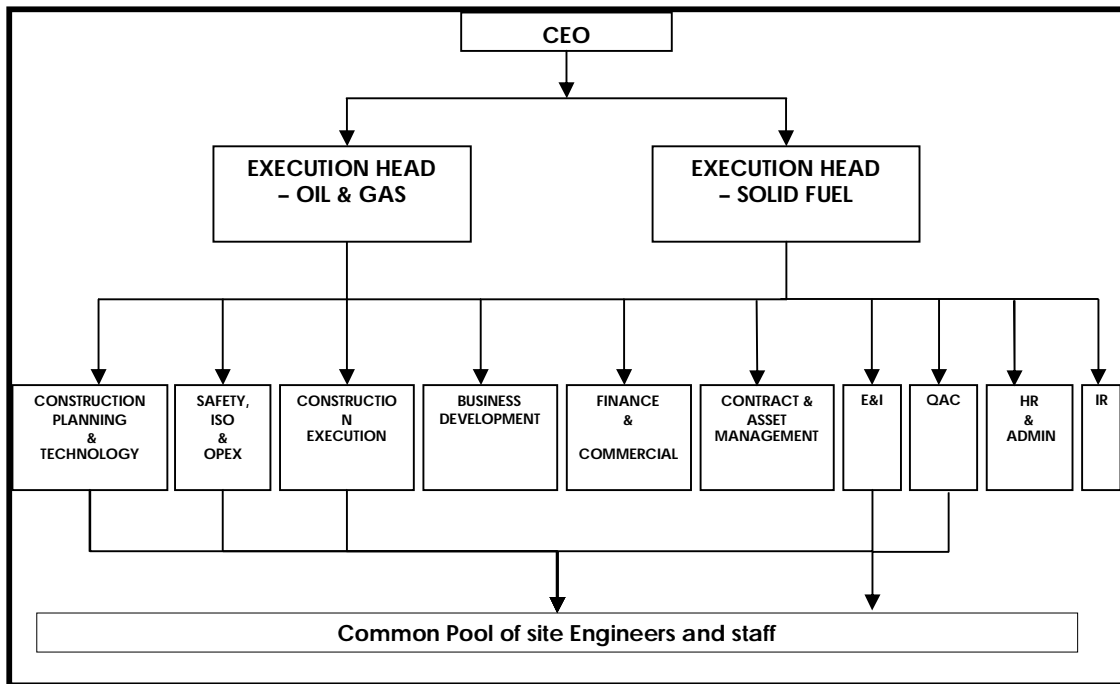 CEO
EXECUTION HEAD
– OIL & GAS
EXECUTION HEAD
– SOLID FUEL
CONSTRUCTION
PLANNING
&
TECHNOLOGY
SAFETY,
ISO
&
OPEX
CONSTRUCTIO
N
EXECUTION
BUSINESS
DEVELOPMENT
FINANCE
&
COMMERCIAL
CONTRACT &
ASSET
MANAGEMENT
E&I
QAC
HR
&
ADMIN
IR
Common Pool of site Engineers and staff